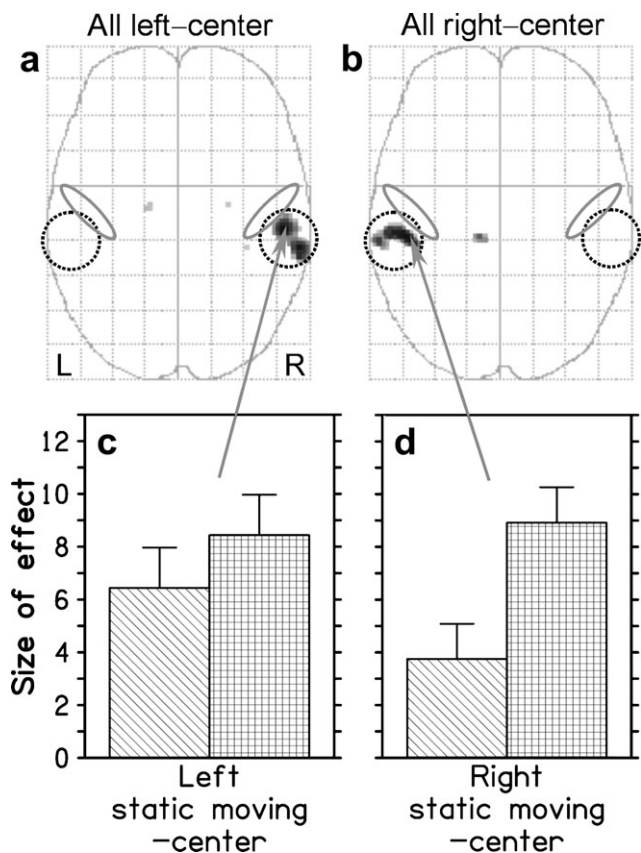 All left–center
All right–center
a
b
L
R
12
10
8
6
4
2
0
Size of effect
c
d
Left
static moving
-center
Right
static moving
-center